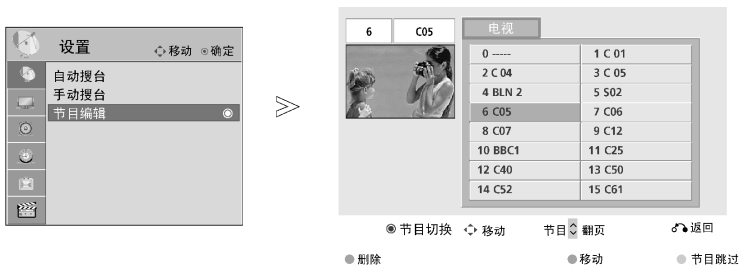 设置 移动 确定
自动搜台
手动搜台
节目编辑
6 C05 电视
0 ----- 1 C 01
2 C 04 3 C 05
4 BLN 2 5 S02
6 C05 7 C06
8 C07 9 C12
10 BBC1 11 C25
12 C40 13 C50
14 C52 15 C61
节目切换 移动 节目 翻页 返回
删除 移动 节目跳过